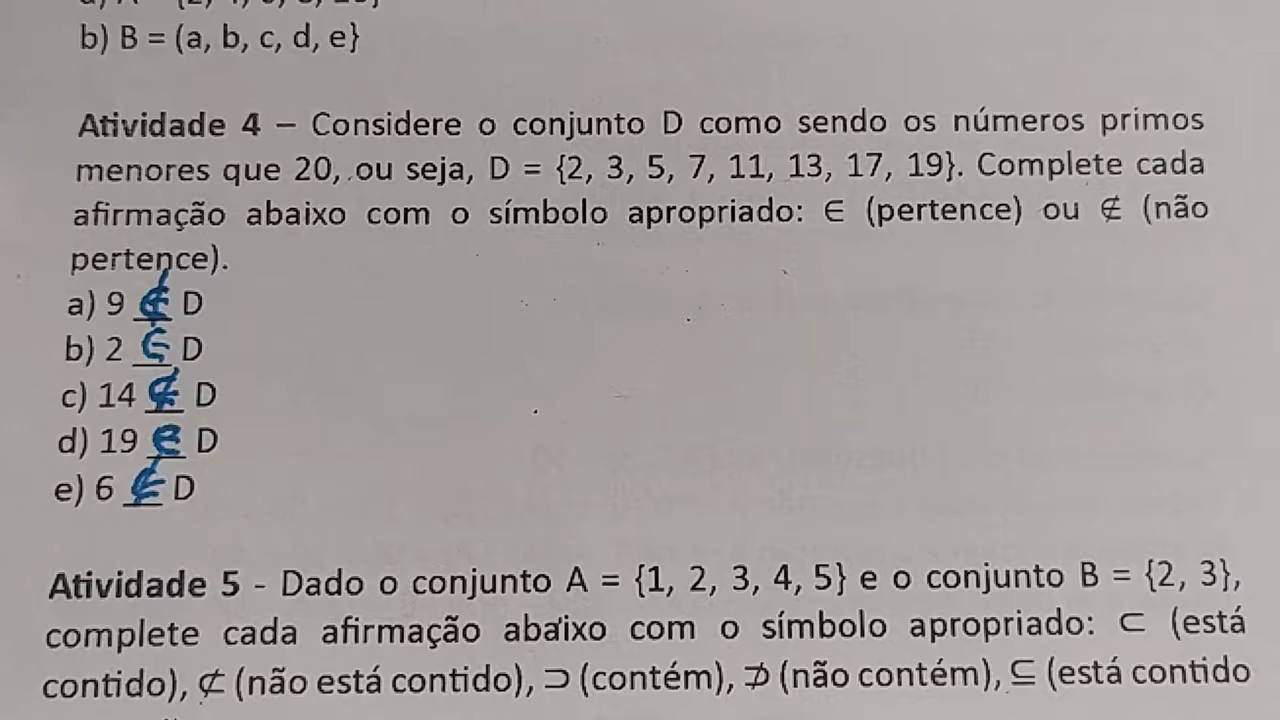 b) B = (a, b, c, d, e}
Atividade 4 – Considere o conjunto D como sendo os números primos
menores que 20, ou seja, D = {2, 3, 5, 7, 11, 13, 17, 19}. Complete cada
afirmação abaixo com o símbolo apropriado: ∈ (pertence) ou ∉ (não
pertence).
a) 9 ∉ D
b) 2 ∈ D
c) 14 ∉ D
d) 19 ∈ D
e) 6 ∉ D
Atividade 5 - Dado o conjunto A = {1, 2, 3, 4, 5} e o conjunto B = {2, 3},
complete cada afirmação abaixo com o símbolo apropriado: ⊂ (está
contido), ⊄ (não está contido), ⊃ (contém), ⊅ (não contém), ⊆ (está contido